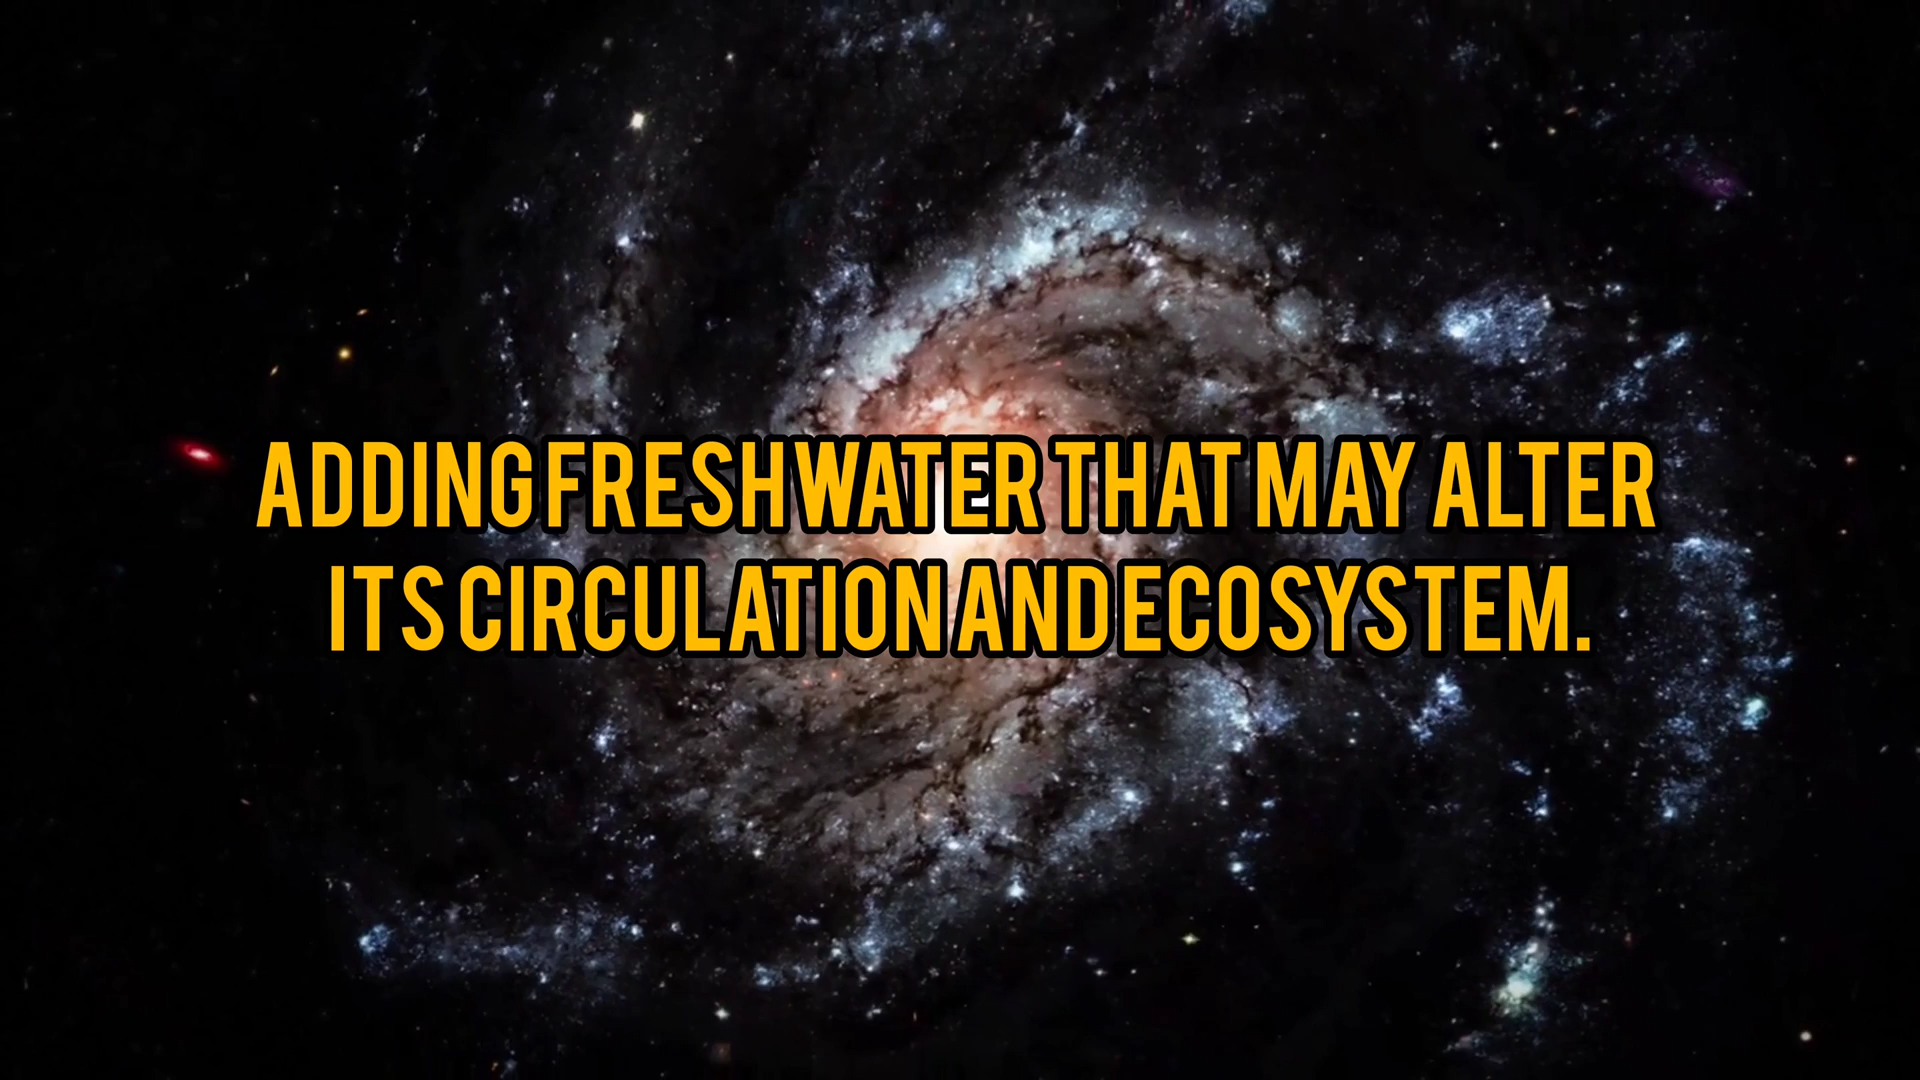 ADDING FRESHWATER THAT MAY ALTER
ITS CIRCULATION AND ECOSYSTEM.